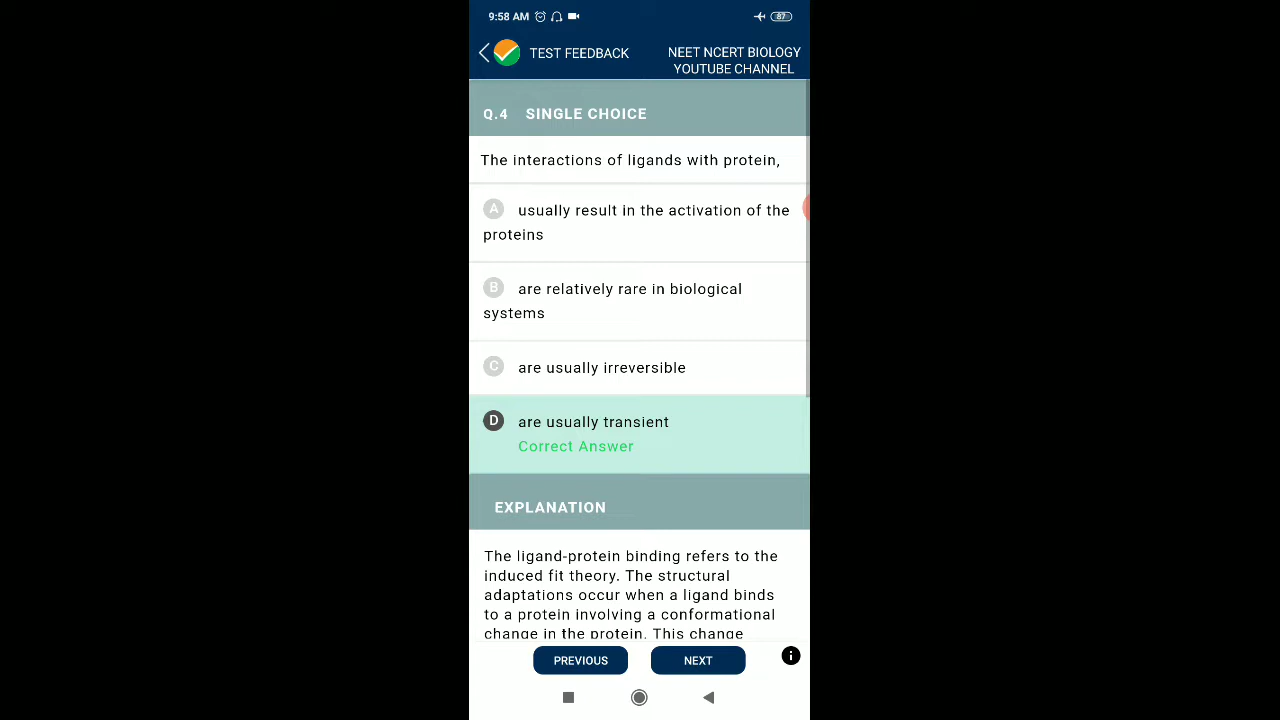 9:58 AM
87
TEST FEEDBACK
NEET NCERT BIOLOGY
YOUTUBE CHANNEL
Q.4 SINGLE CHOICE
The interactions of ligands with protein,
A usually result in the activation of the
proteins
B are relatively rare in biological
systems
C are usually irreversible
D are usually transient
Correct Answer
EXPLANATION
The ligand-protein binding refers to the
induced fit theory. The structural
adaptations occur when a ligand binds
to a protein involving a conformational
change in the protein. This change
PREVIOUS
NEXT